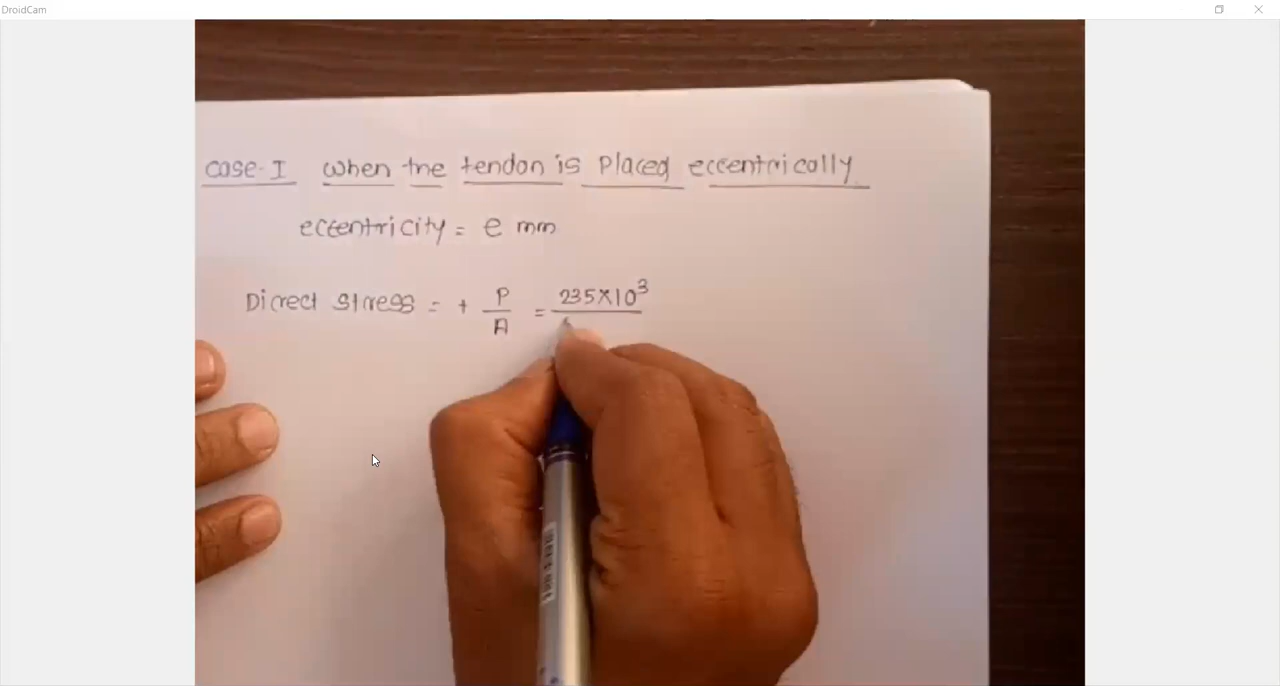 DroidCam
Case-I when the tendon is placed eccentrically
eccentricity = e mm
Direct stress = + P/A = 235×10³